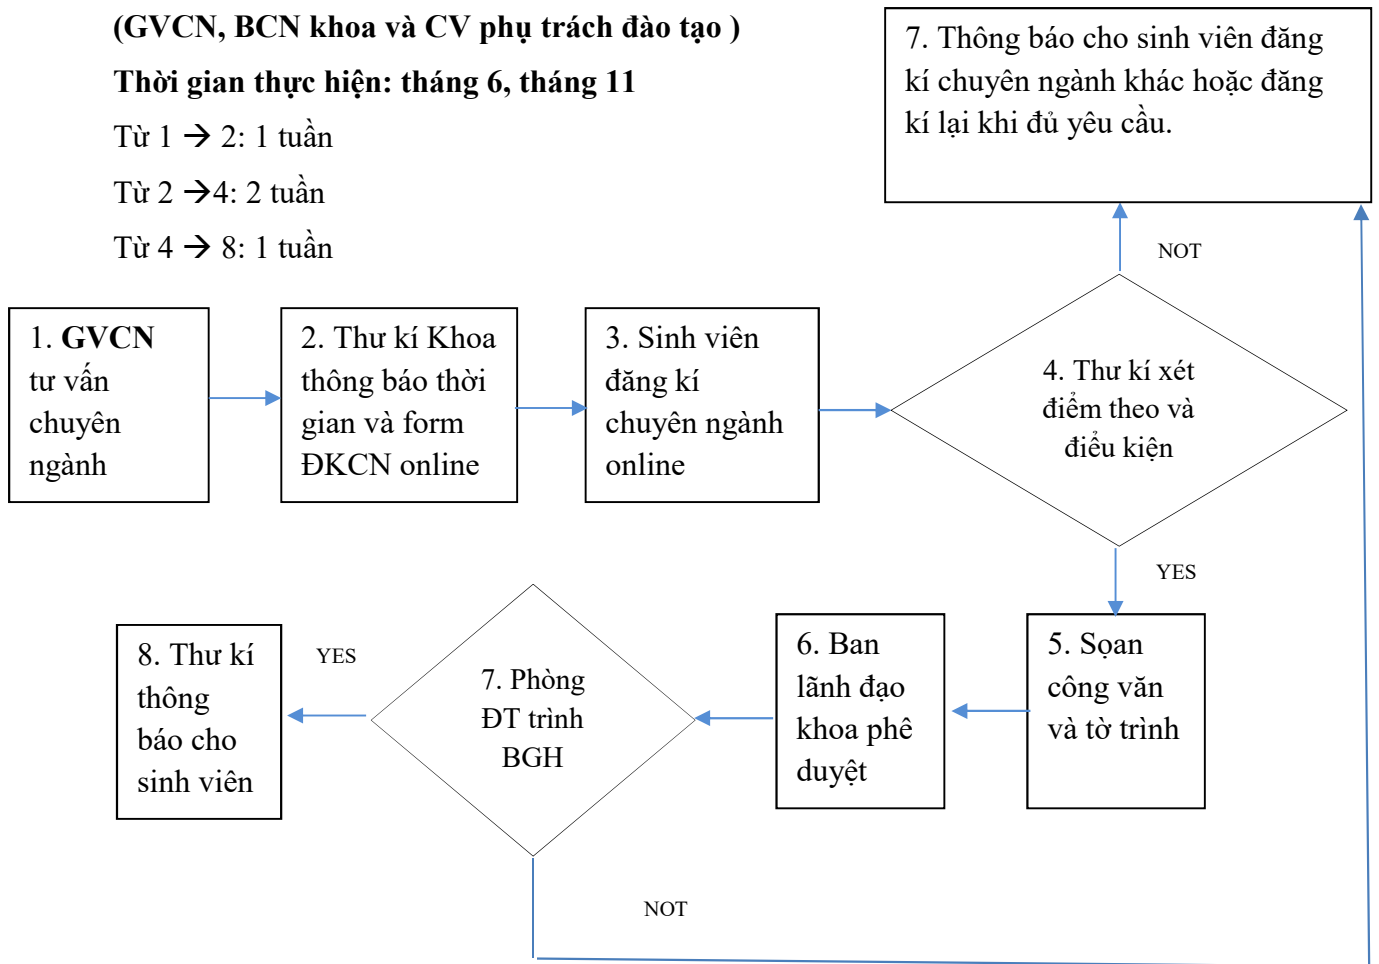 (GVCN, BCN khoa và CV phụ trách đào tạo )
Thời gian thực hiện: tháng 6, tháng 11
Từ 1 → 2: 1 tuần
Từ 2 →4: 2 tuần
Từ 4 → 8: 1 tuần
7. Thông báo cho sinh viên đăng
kí chuyên ngành khác hoặc đăng
kí lại khi đủ yêu cầu.
NOT
1. GVCN
tư vấn
chuyên
ngành
2. Thư kí Khoa
thông báo thời
gian và form
ĐKCN online
3. Sinh viên
đăng kí
chuyên ngành
online
4. Thư kí xét
điểm theo và
điểu kiện
YES
5. Sọan
công văn
và tờ trình
6. Ban
lãnh đạo
khoa phê
duyệt
7. Phòng
ĐT trình
BGH
YES
8. Thư kí
thông
báo cho
sinh viên
NOT